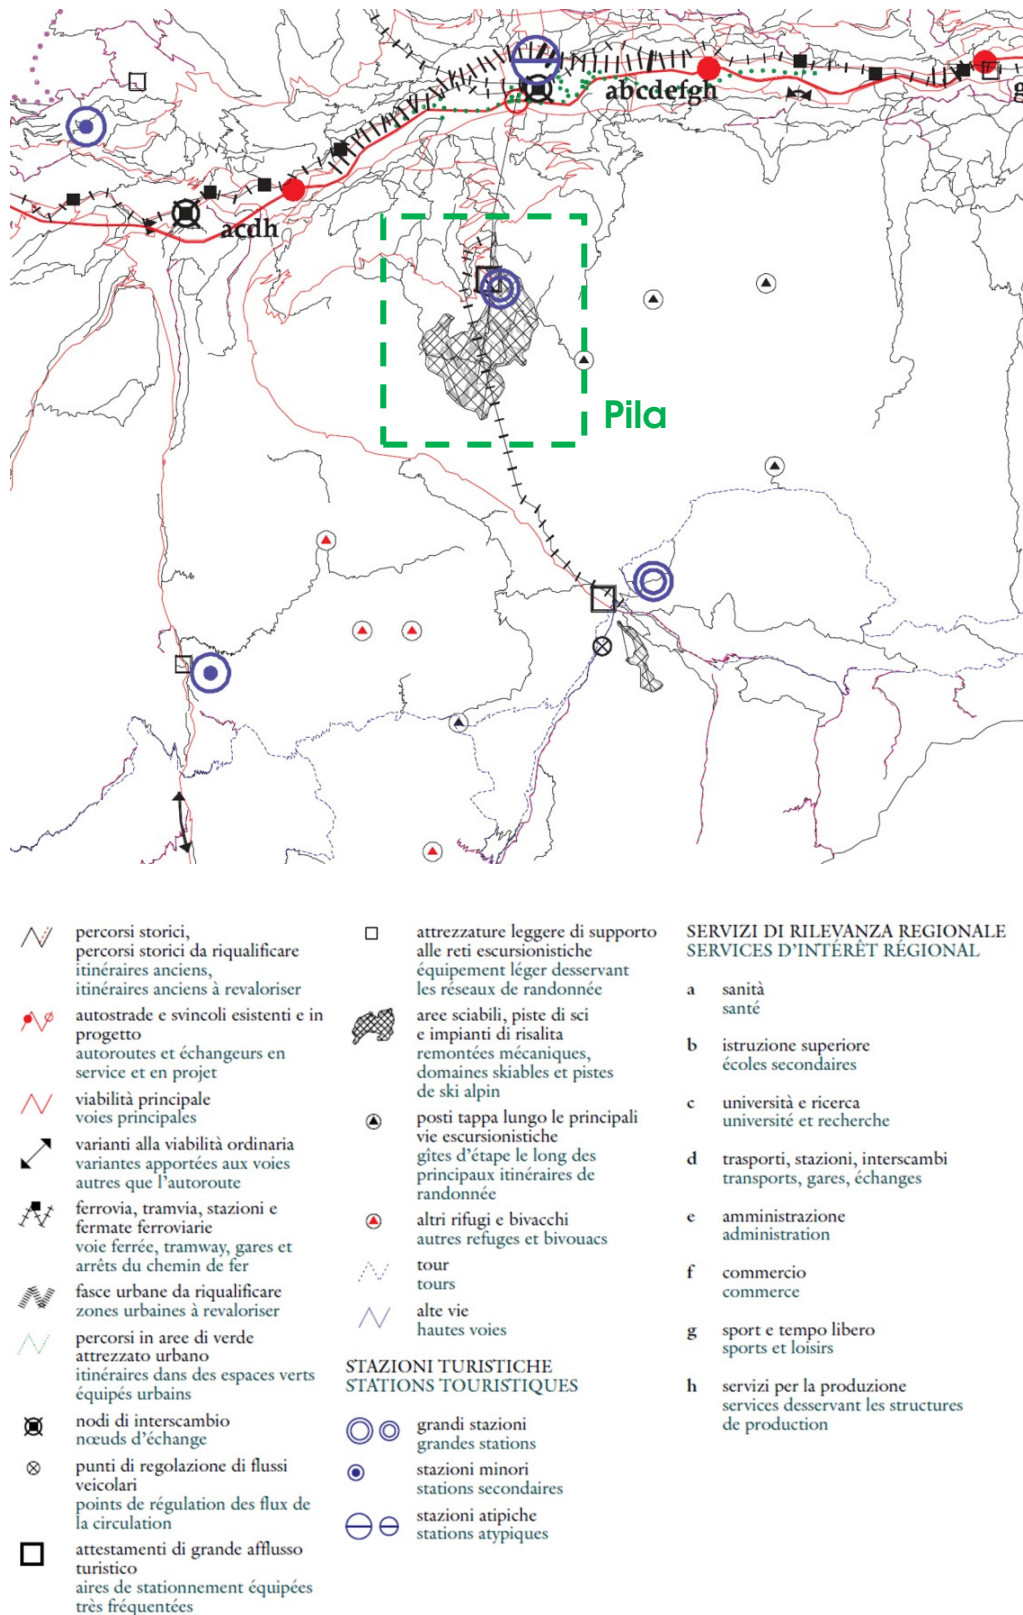 abcdefgh
g
acdh
Pila
percorsi storici,
percorsi storici da riqualificare
itinéraires anciens,
itinéraires anciens à revaloriser
autostrade e svincoli esistenti e in
progetto
autoroutes et échangeurs en
service et en projet
viabilità principale
voies principales
varianti alla viabilità ordinaria
variantes apportées aux voies
autres que l'autoroute
ferrovia, tramvia, stazioni e
fermate ferroviarie
voie ferrée, tramway, gares et
arrêts du chemin de fer
fasce urbane da riqualificare
zones urbaines à revaloriser
percorsi in aree di verde
attrezzato urbano
itinéraires dans des espaces verts
équipés urbains
nodi di interscambio
nœuds d'échange
punti di regolazione di flussi
veicolari
points de régulation des flux de
la circulation
attestamenti di grande afflusso
turistico
aires de stationnement équipées
très fréquentées
attrezzature leggere di supporto
alle reti escursionistiche
équipement léger desservant
les réseaux de randonnée
aree sciabili, piste di sci
e impianti di risalita
remontées mécaniques,
domaines skiables et pistes
de ski alpin
posti tappa lungo le principali
vie escursionistiche
gîtes d'étape le long des
principaux itinéraires de
randonnée
altri rifugi e bivacchi
autres refuges et bivouacs
tour
tours
alte vie
hautes voies
STAZIONI TURISTICHE
STATIONS TOURISTIQUES
grandi stazioni
grandes stations
stazioni minori
stations secondaires
stazioni atipiche
stations atypiques
SERVIZI DI RILEVANZA REGIONALE
SERVICES D'INTÉRÊT RÉGIONAL
a sanità
santé
b istruzione superiore
écoles secondaires
c università e ricerca
université et recherche
d trasporti, stazioni, interscambi
transports, gares, échanges
e amministrazione
administration
f commercio
commerce
g sport e tempo libero
sports et loisirs
h servizi per la produzione
services desservant les structures
de production